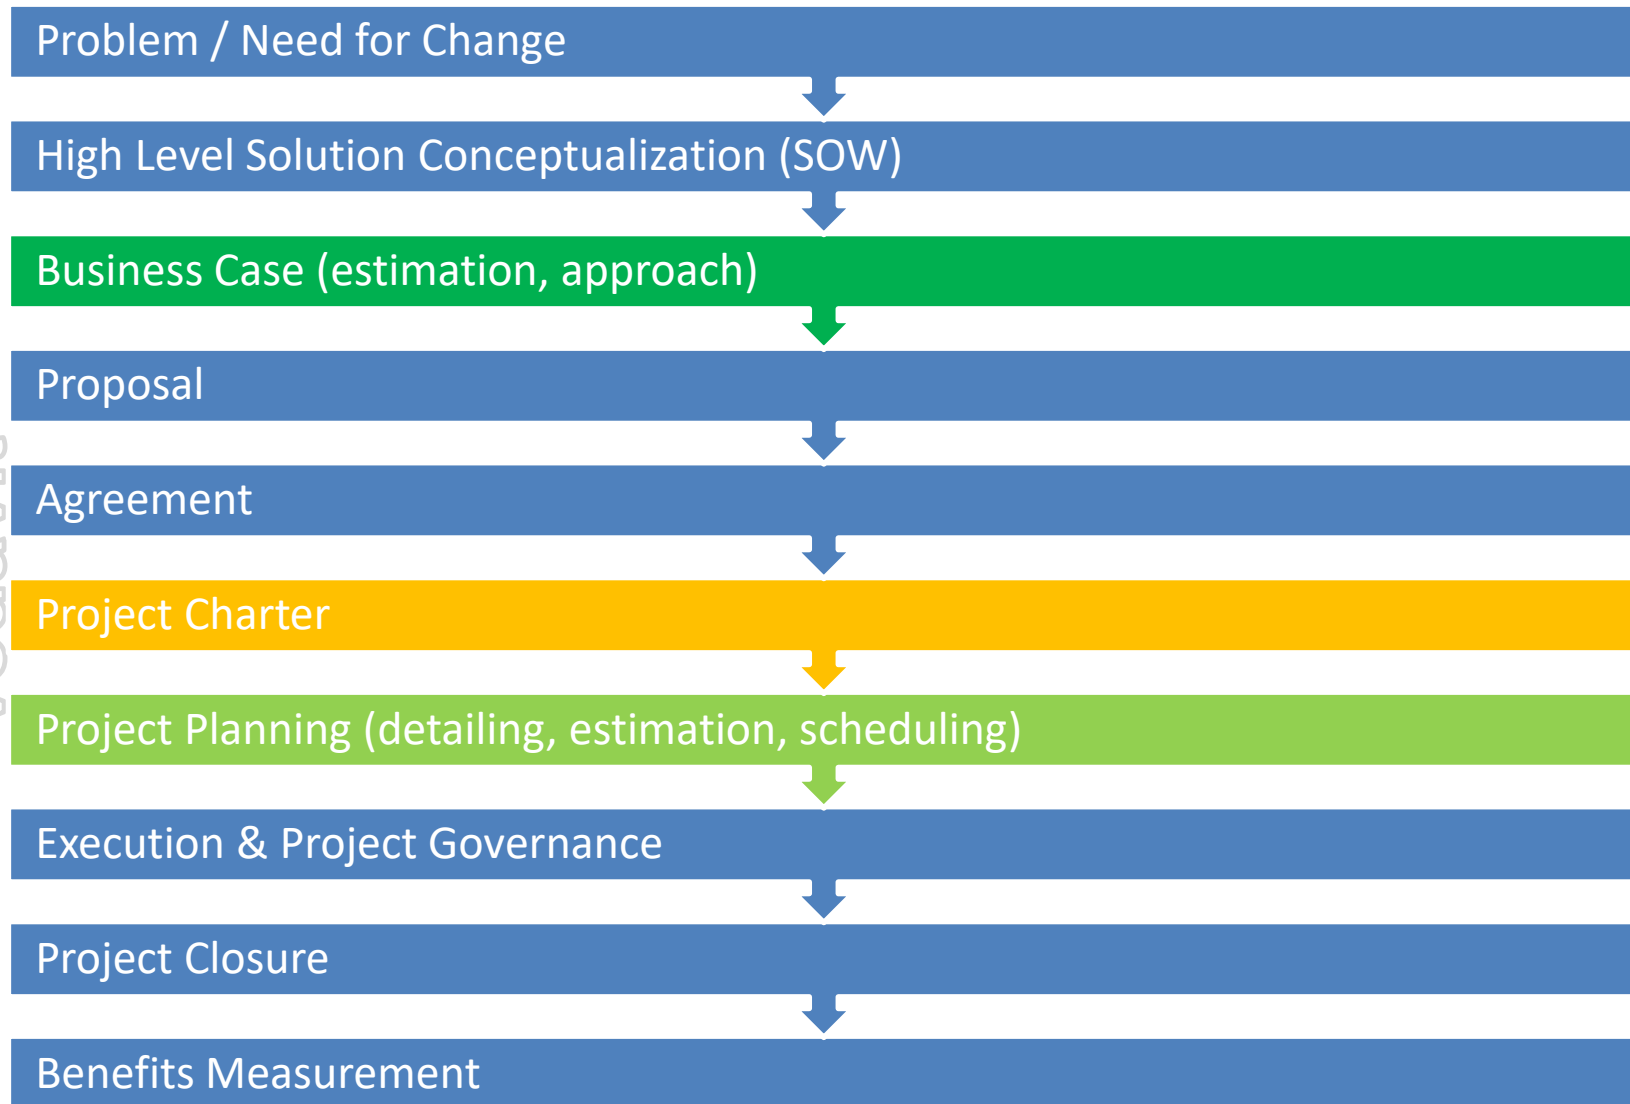 Problem / Need for Change
High Level Solution Conceptualization (SOW)
Business Case (estimation, approach)
Proposal
Agreement
Project Charter
Project Planning (detailing, estimation, scheduling)
Execution & Project Governance
Project Closure
Benefits Measurement